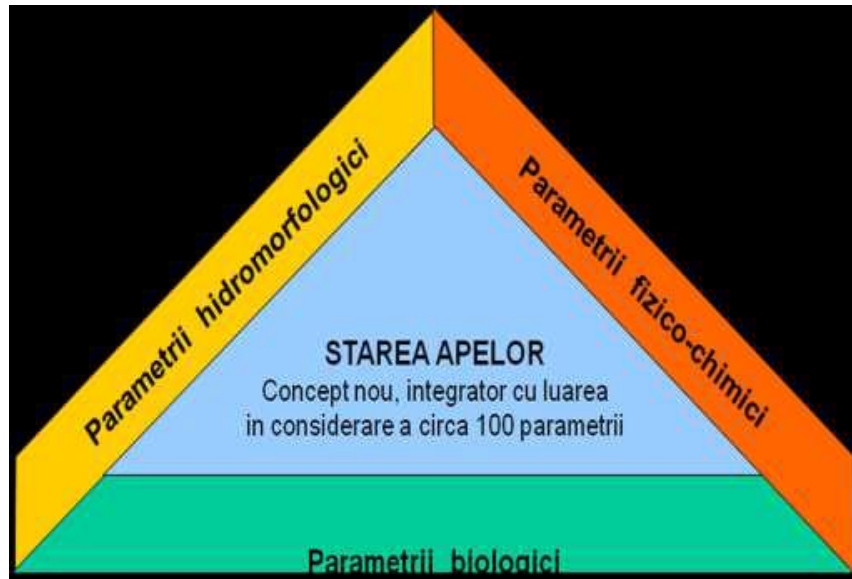 Parametrii hidromorfologici
Parametrii fizico-chimici
STAREA APELOR
Concept nou, integrator cu luarea
in considerare a circa 100 parametrii
Parametrii biologici